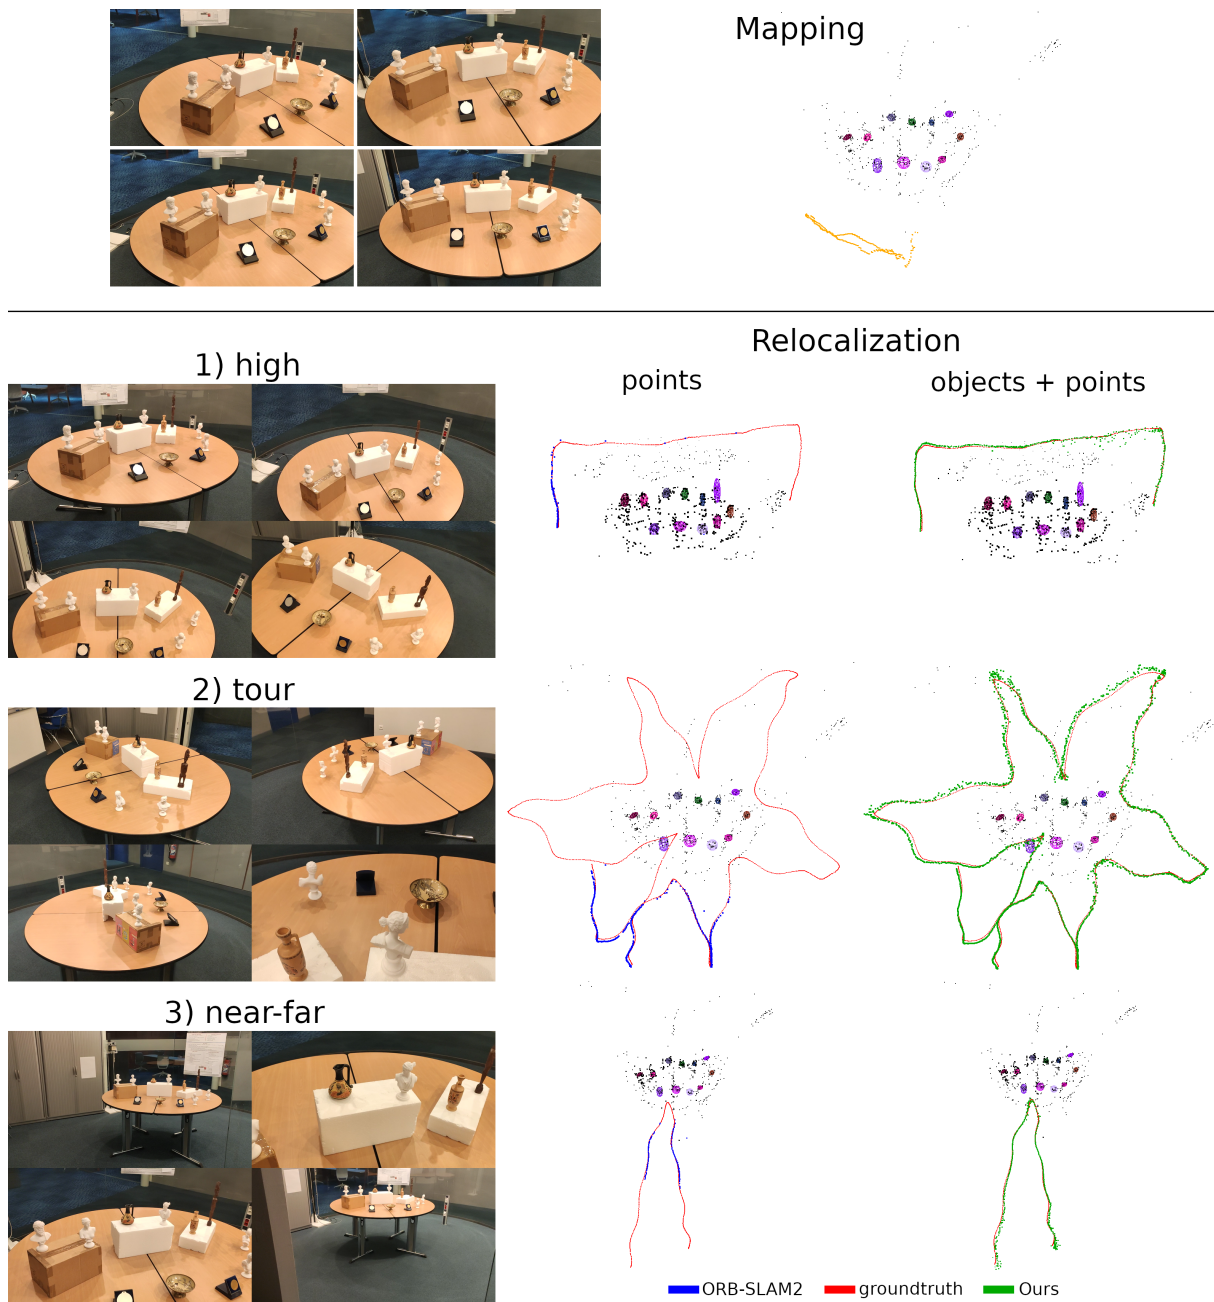 Mapping
Relocalization
1) high
points
objects + points
2) tour
3) near-far
ORB-SLAM2
groundtruth
Ours